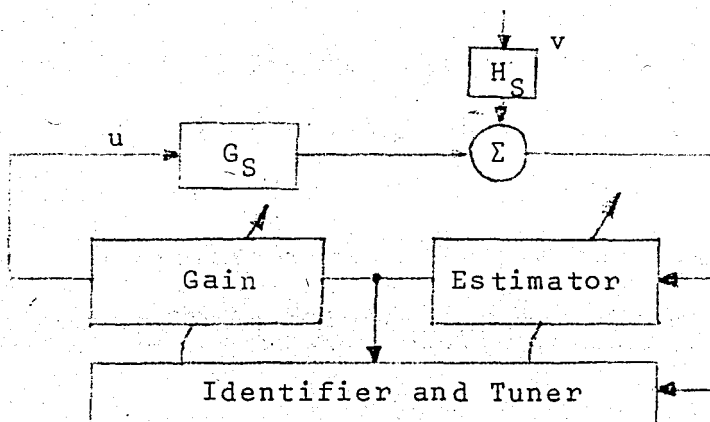 v
H_S
u
G_S
Σ
Gain
Estimator
Identifier and Tuner